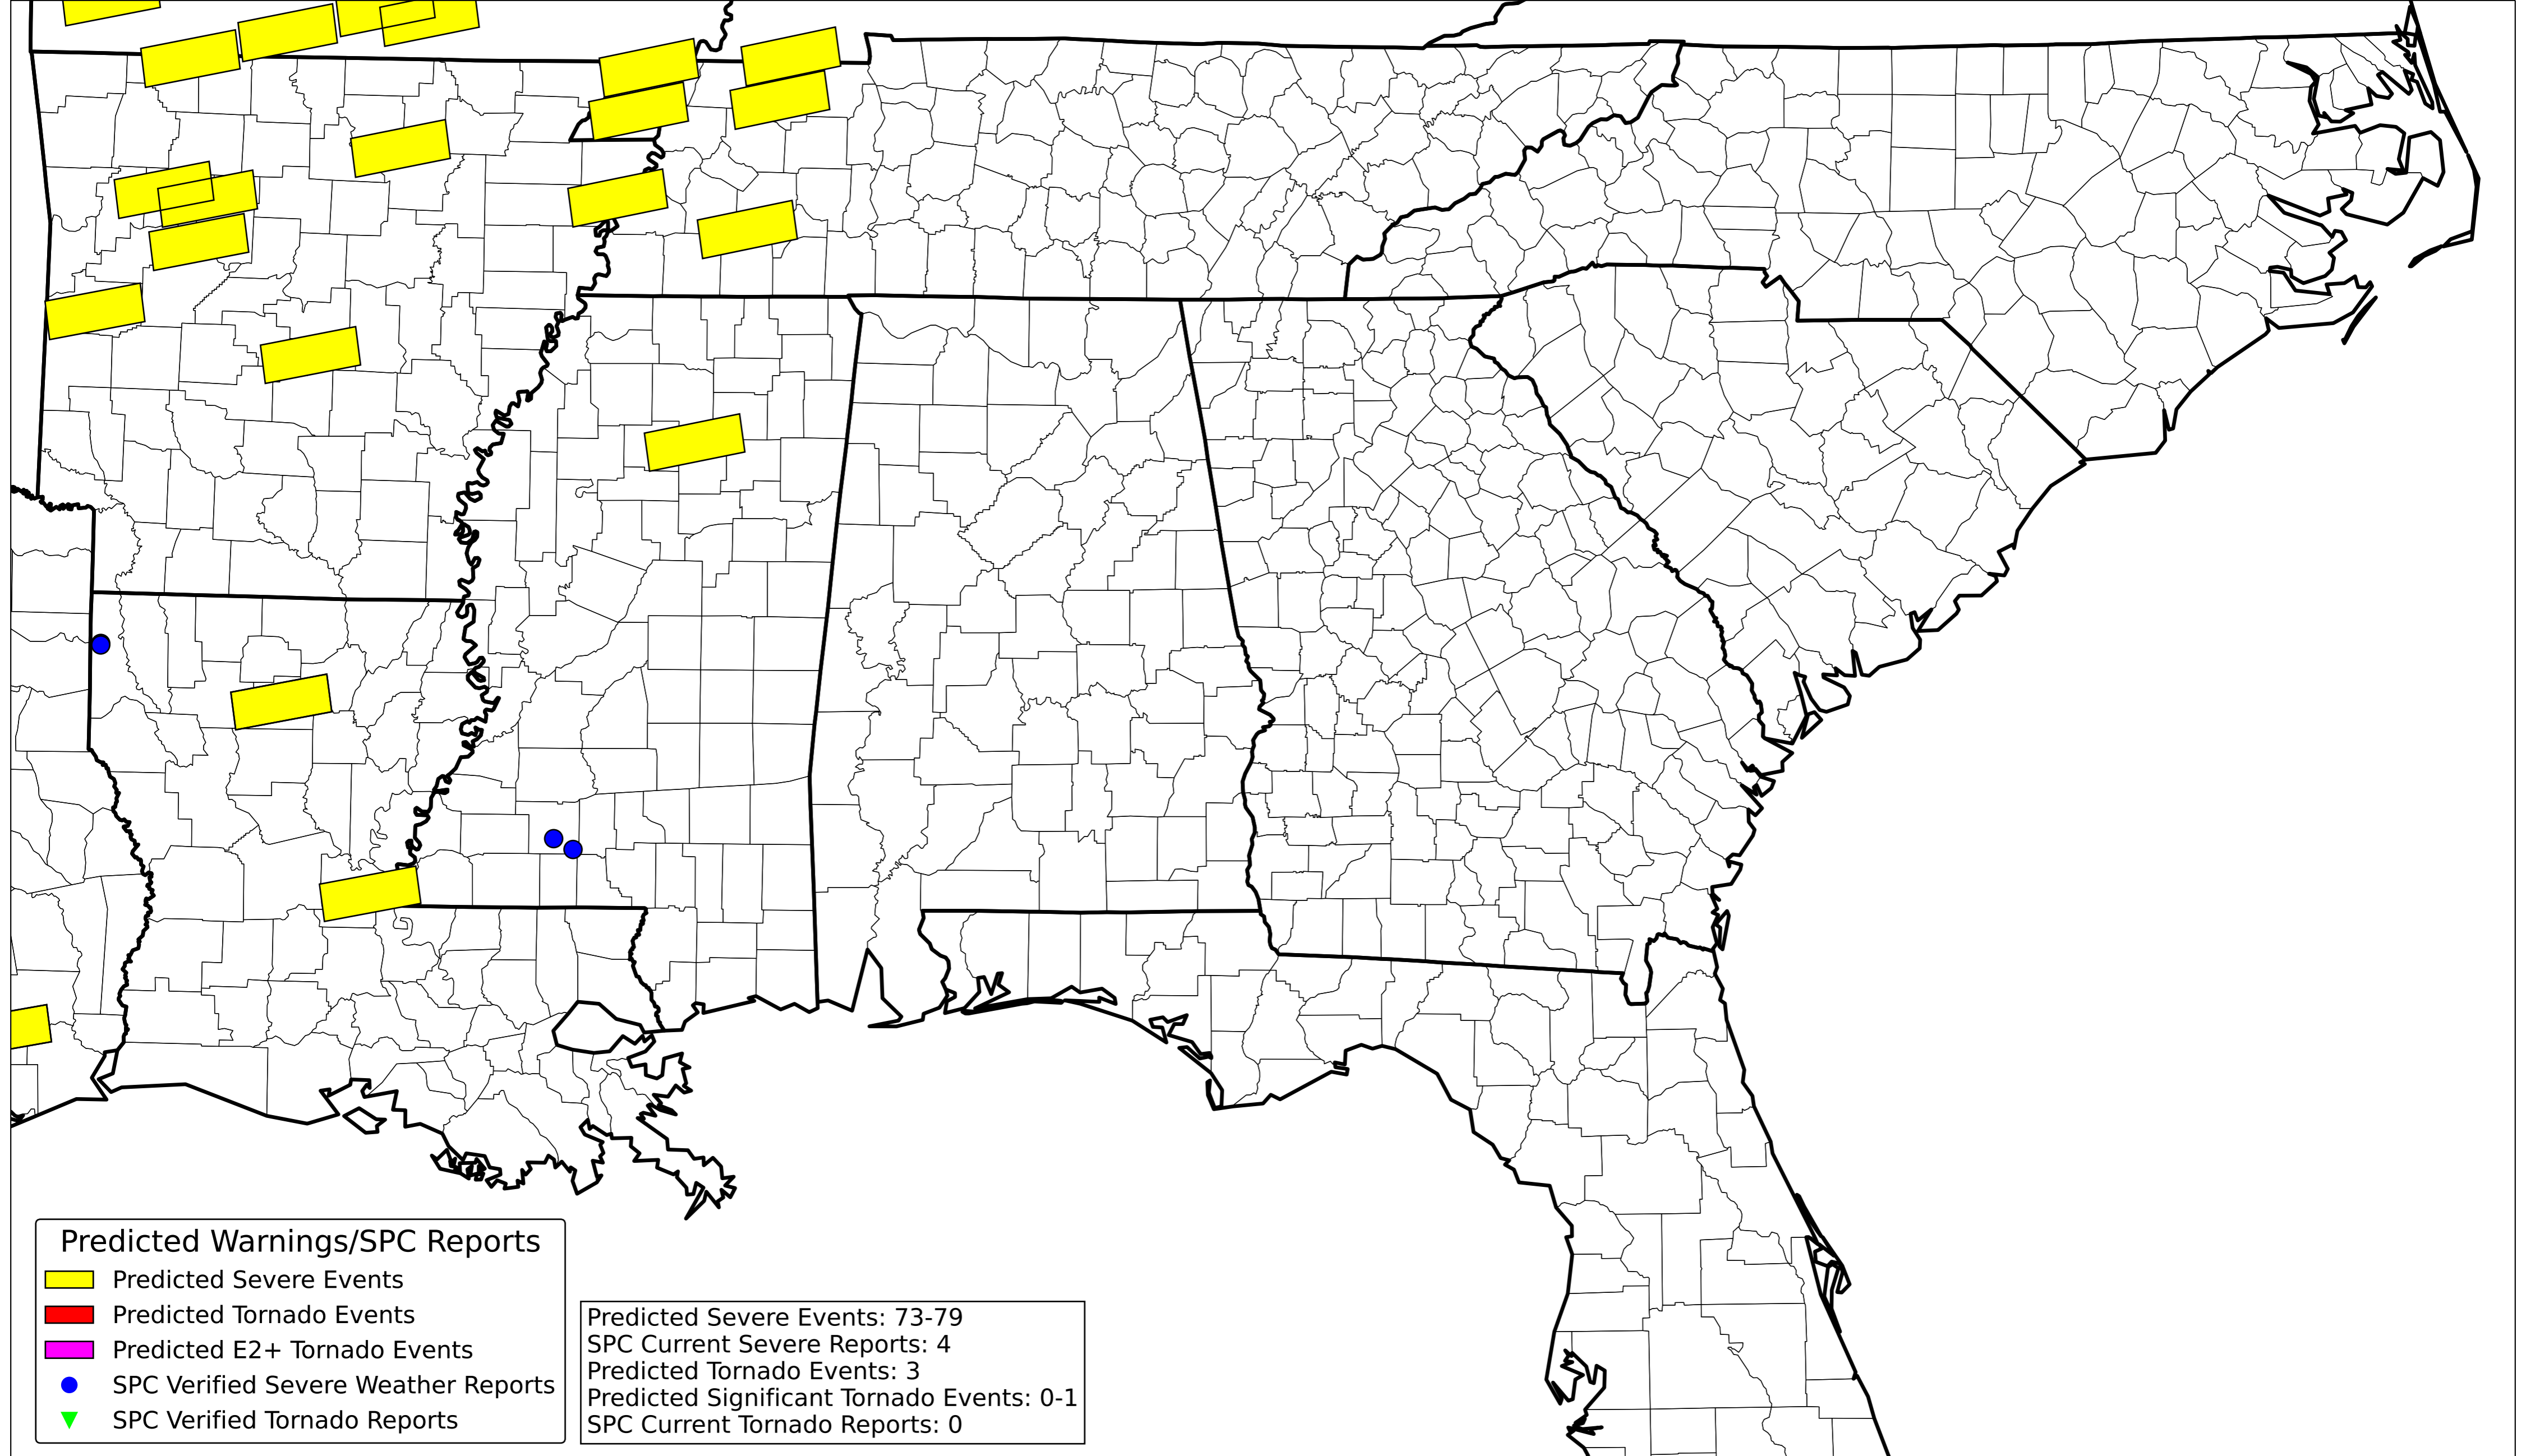 Predicted Warnings/SPC Reports
Predicted Severe Events
Predicted Tornado Events
Predicted E2+ Tornado Events
SPC Verified Severe Weather Reports
SPC Verified Tornado Reports
Predicted Severe Events: 73-79
SPC Current Severe Reports: 4
Predicted Tornado Events: 3
Predicted Significant Tornado Events: 0-1
SPC Current Tornado Reports: 0